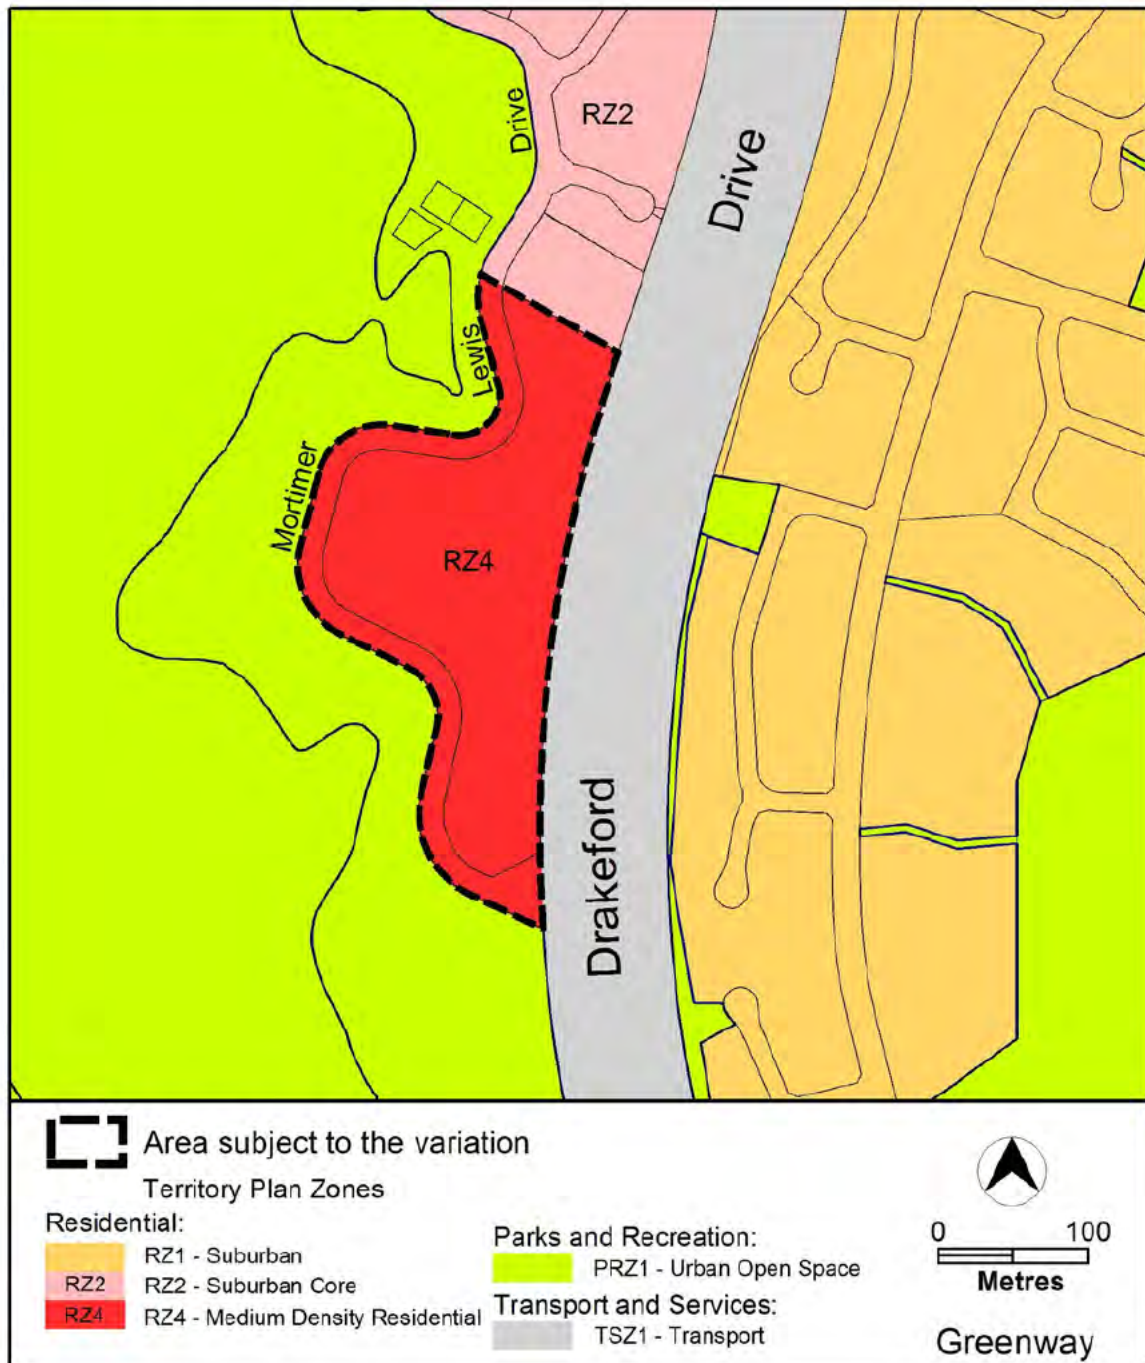 RZ2
Drive
Drive
Lewis
Mortimer
RZ4
Drakeford
Area subject to the variation
Territory Plan Zones
Residential:
RZ1 - Suburban
RZ2 RZ2 - Suburban Core
RZ4 RZ4 - Medium Density Residential
Parks and Recreation:
PRZ1 - Urban Open Space
Transport and Services:
TSZ1 - Transport
0 100
Metres
Greenway